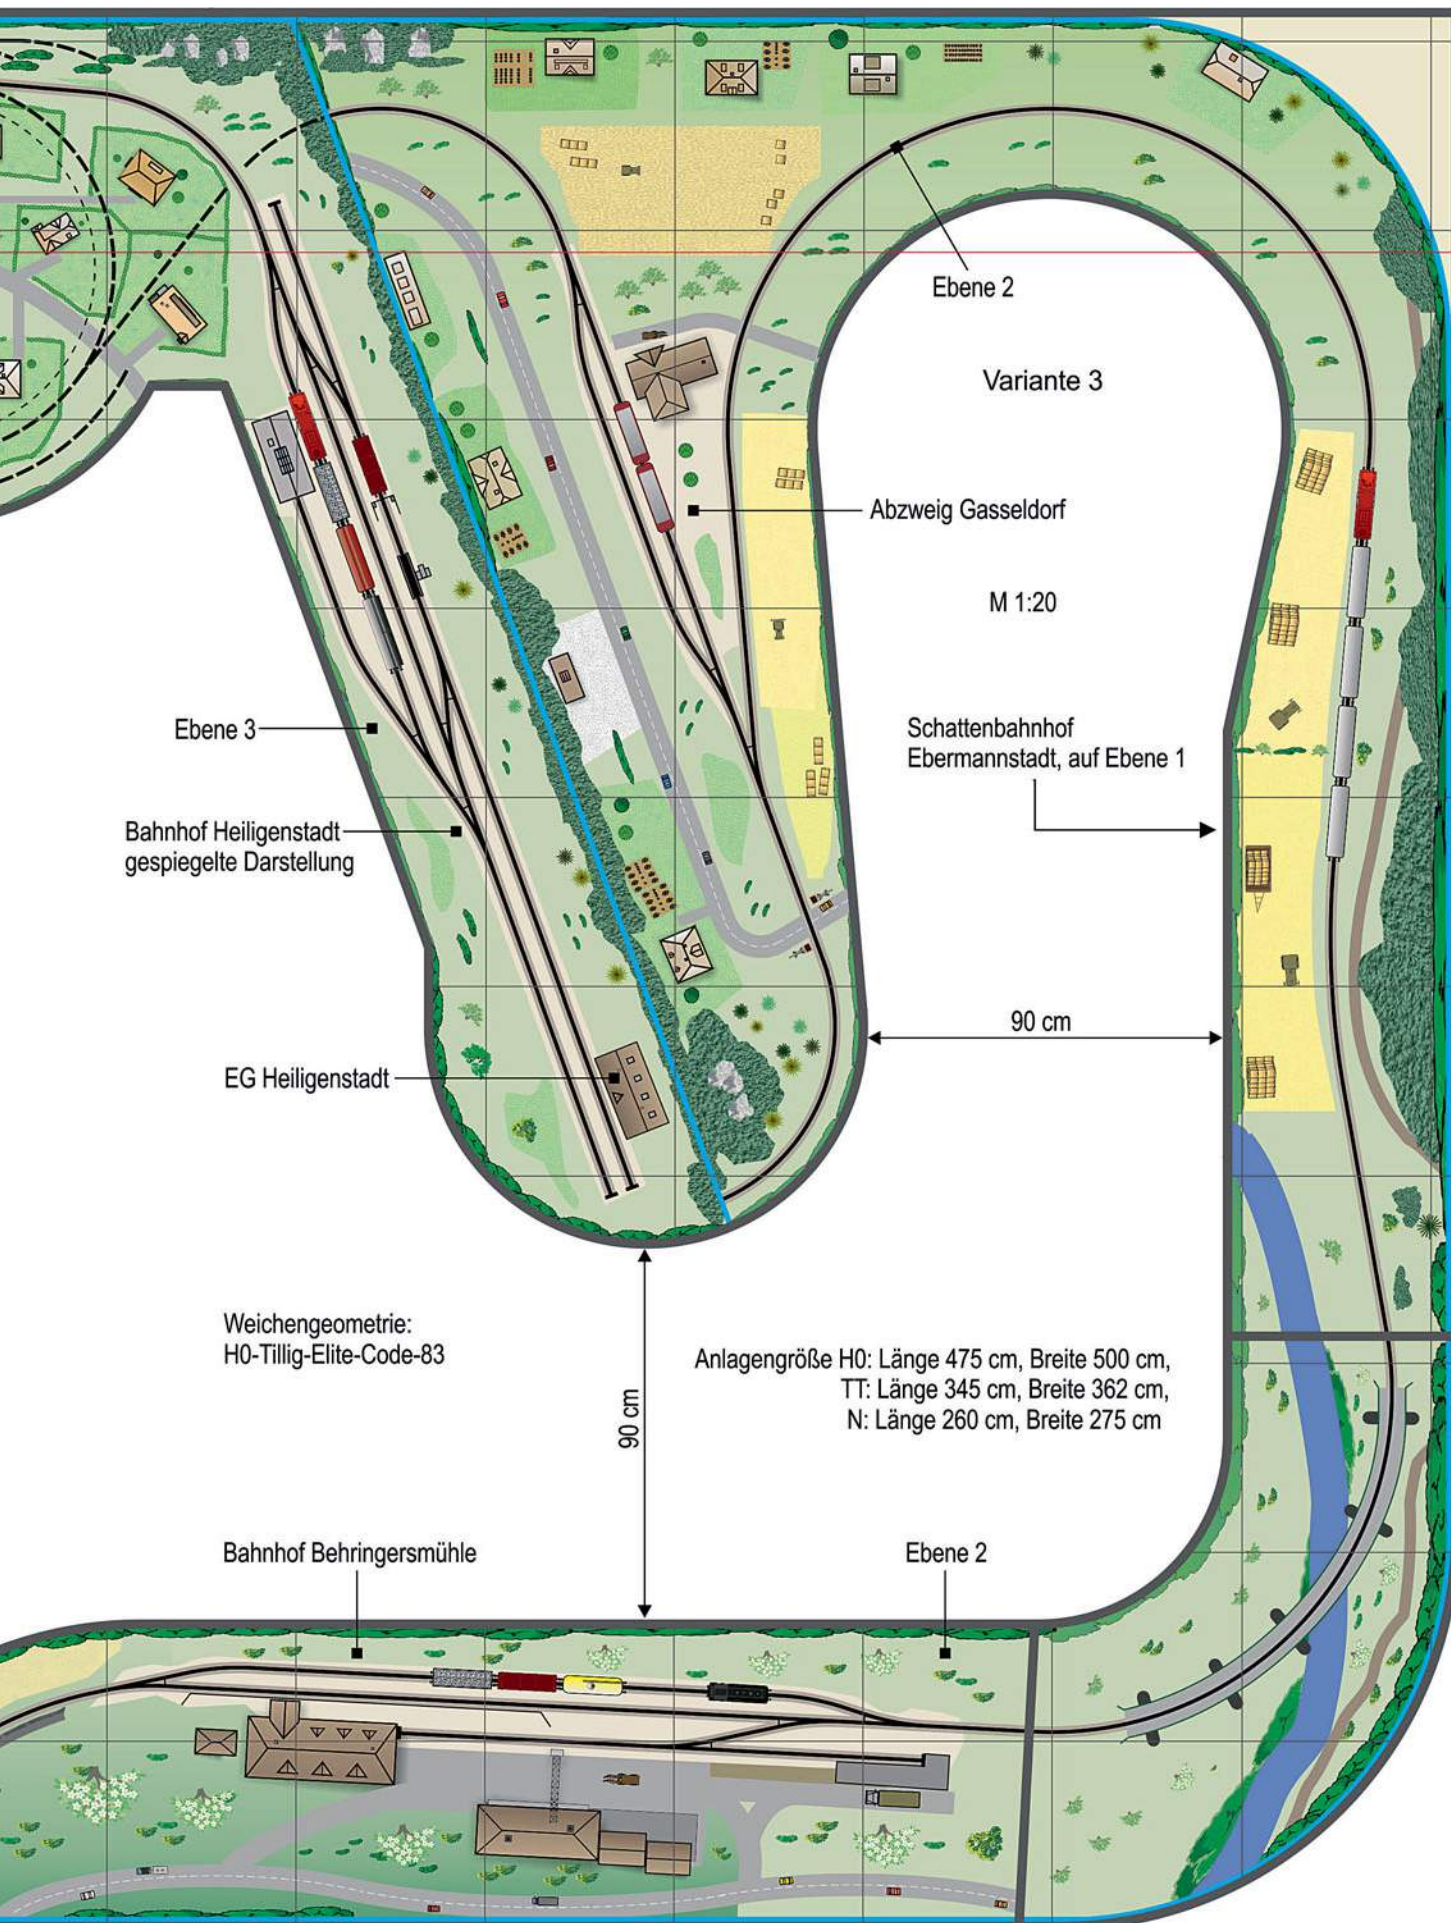 Ebene 2
Variante 3
Abzweig Gasseldorf
M 1:20
Ebene 3
Schattenbahnhof
Ebermannstadt, auf Ebene 1
Bahnhof Heiligenstadt
gespiegelte Darstellung
90 cm
EG Heiligenstadt
Weichengeometrie:
H0-Tillig-Elite-Code-83
Anlagengröße H0: Länge 475 cm, Breite 500 cm,
TT: Länge 345 cm, Breite 362 cm,
N: Länge 260 cm, Breite 275 cm
90 cm
Bahnhof Behringersmühle
Ebene 2